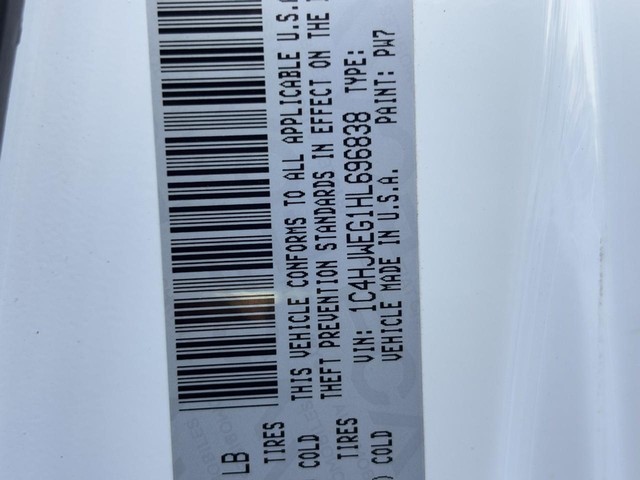 LB
TIRES
COLD
THIS VEHICLE CONFORMS TO ALL APPLICABLE U.S.A
THEFT PREVENTION STANDARDS IN EFFECT ON THE
VIN: 1C4HJWEG1HL696838 TYPE:
VEHICLE MADE IN U.S.A. PAINT: PW7
TIRES
COLD